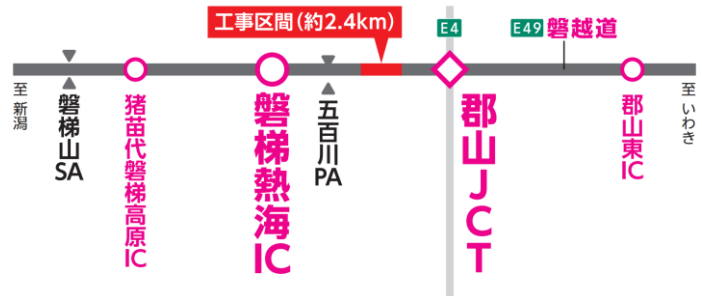 工事区間(約2.4km)
E4
E49 磐越道
至 新潟
磐梯山SA
猪苗代磐梯高原IC
磐梯熱海IC
五百川PA
郡山JCT
郡山東IC
至 いわき